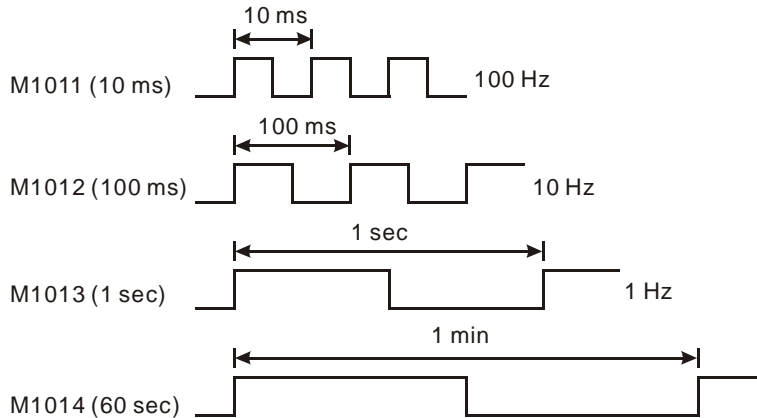 10 ms
M1011 (10 ms)
100 Hz
100 ms
M1012 (100 ms)
10 Hz
1 sec
M1013 (1 sec)
1 Hz
1 min
M1014 (60 sec)